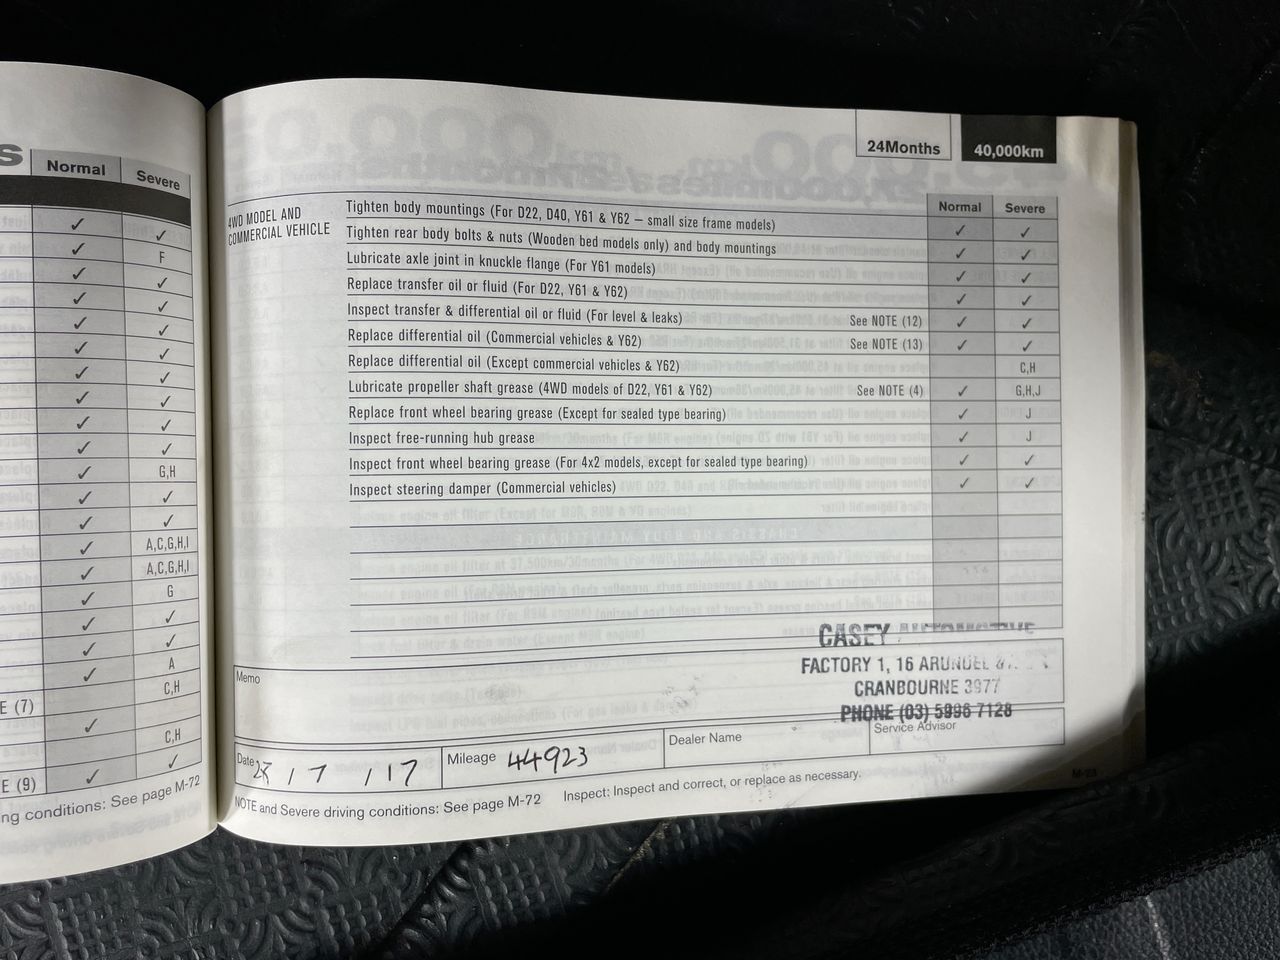 s Normal Severe
✓ ✓
✓ F
✓ ✓
✓ ✓
✓ ✓
✓ ✓
✓ ✓
✓ ✓
✓ ✓
✓ G,H
✓ ✓
✓ ✓
✓ A,C,G,H,I
✓ A,C,G,H,I
✓ G
✓ ✓
✓ ✓
✓ A
C,H
E (7)
✓
C,H
E (9) ✓ ✓
ng conditions: See page M-72
24Months 40,000km
Normal Severe
4WD MODEL AND
COMMERCIAL VEHICLE
Tighten body mountings (For D22, D40, Y61 & Y62 – small size frame models) ✓ ✓
Tighten rear body bolts & nuts (Wooden bed models only) and body mountings ✓ ✓
Lubricate axle joint in knuckle flange (For Y61 models) ✓ ✓
Replace transfer oil or fluid (For D22, Y61 & Y62) ✓ ✓
Inspect transfer & differential oil or fluid (For level & leaks) See NOTE (12) ✓ ✓
Replace differential oil (Commercial vehicles & Y62) See NOTE (13) ✓ ✓
Replace differential oil (Except commercial vehicles & Y62) C,H
Lubricate propeller shaft grease (4WD models of D22, Y61 & Y62) See NOTE (4) ✓ G,H,J
Replace front wheel bearing grease (Except for sealed type bearing) ✓ J
Inspect free-running hub grease ✓ J
Inspect front wheel bearing grease (For 4x2 models, except for sealed type bearing) ✓ ✓
Inspect steering damper (Commercial vehicles) ✓ ✓
CASEY AUTOMOTIVE
FACTORY 1, 16 ARUNDEL
CRANBOURNE 3977
PHONE (03) 5996 7128
Memo
Date / 7 / 17
Mileage 44923
Dealer Name
Service Advisor
NOTE and Severe driving conditions: See page M-72 Inspect: Inspect and correct, or replace as necessary.